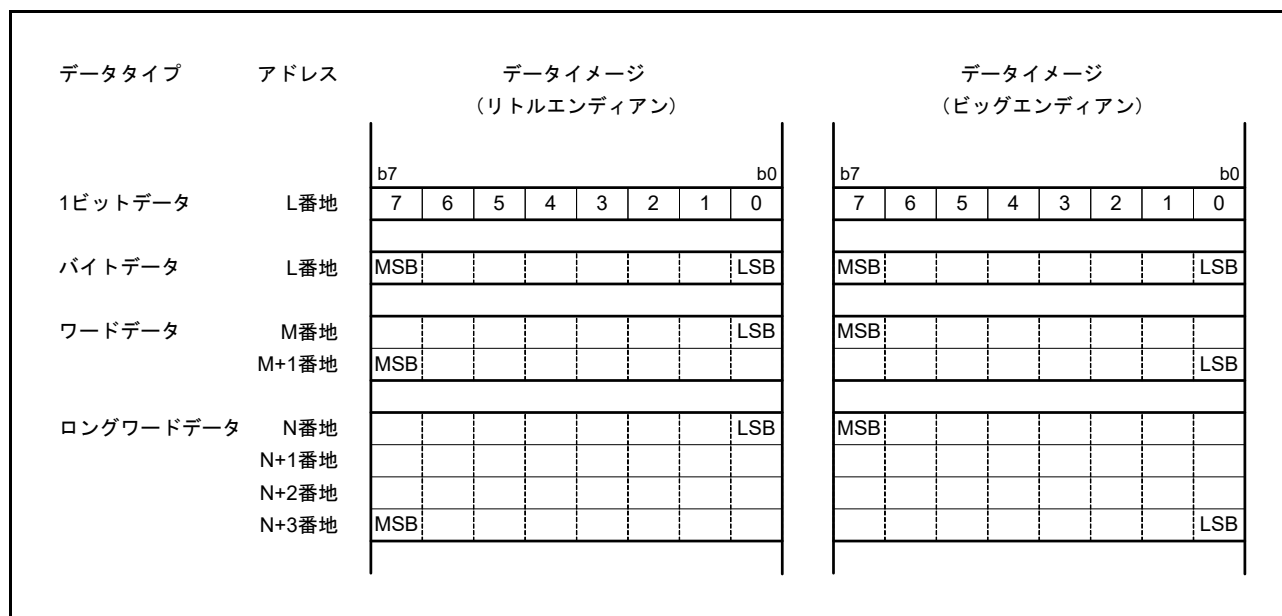 データタイプ アドレス データイメージ データイメージ
（リトルエンディアン） （ビッグエンディアン）
b7 b0 b7 b0
1ビットデータ L番地 7 6 5 4 3 2 1 0 7 6 5 4 3 2 1 0
バイトデータ L番地 MSB LSB MSB LSB
ワードデータ M番地 LSB MSB
M+1番地 MSB LSB
ロングワードデータ N番地 LSB MSB
N+1番地
N+2番地
N+3番地 MSB LSB